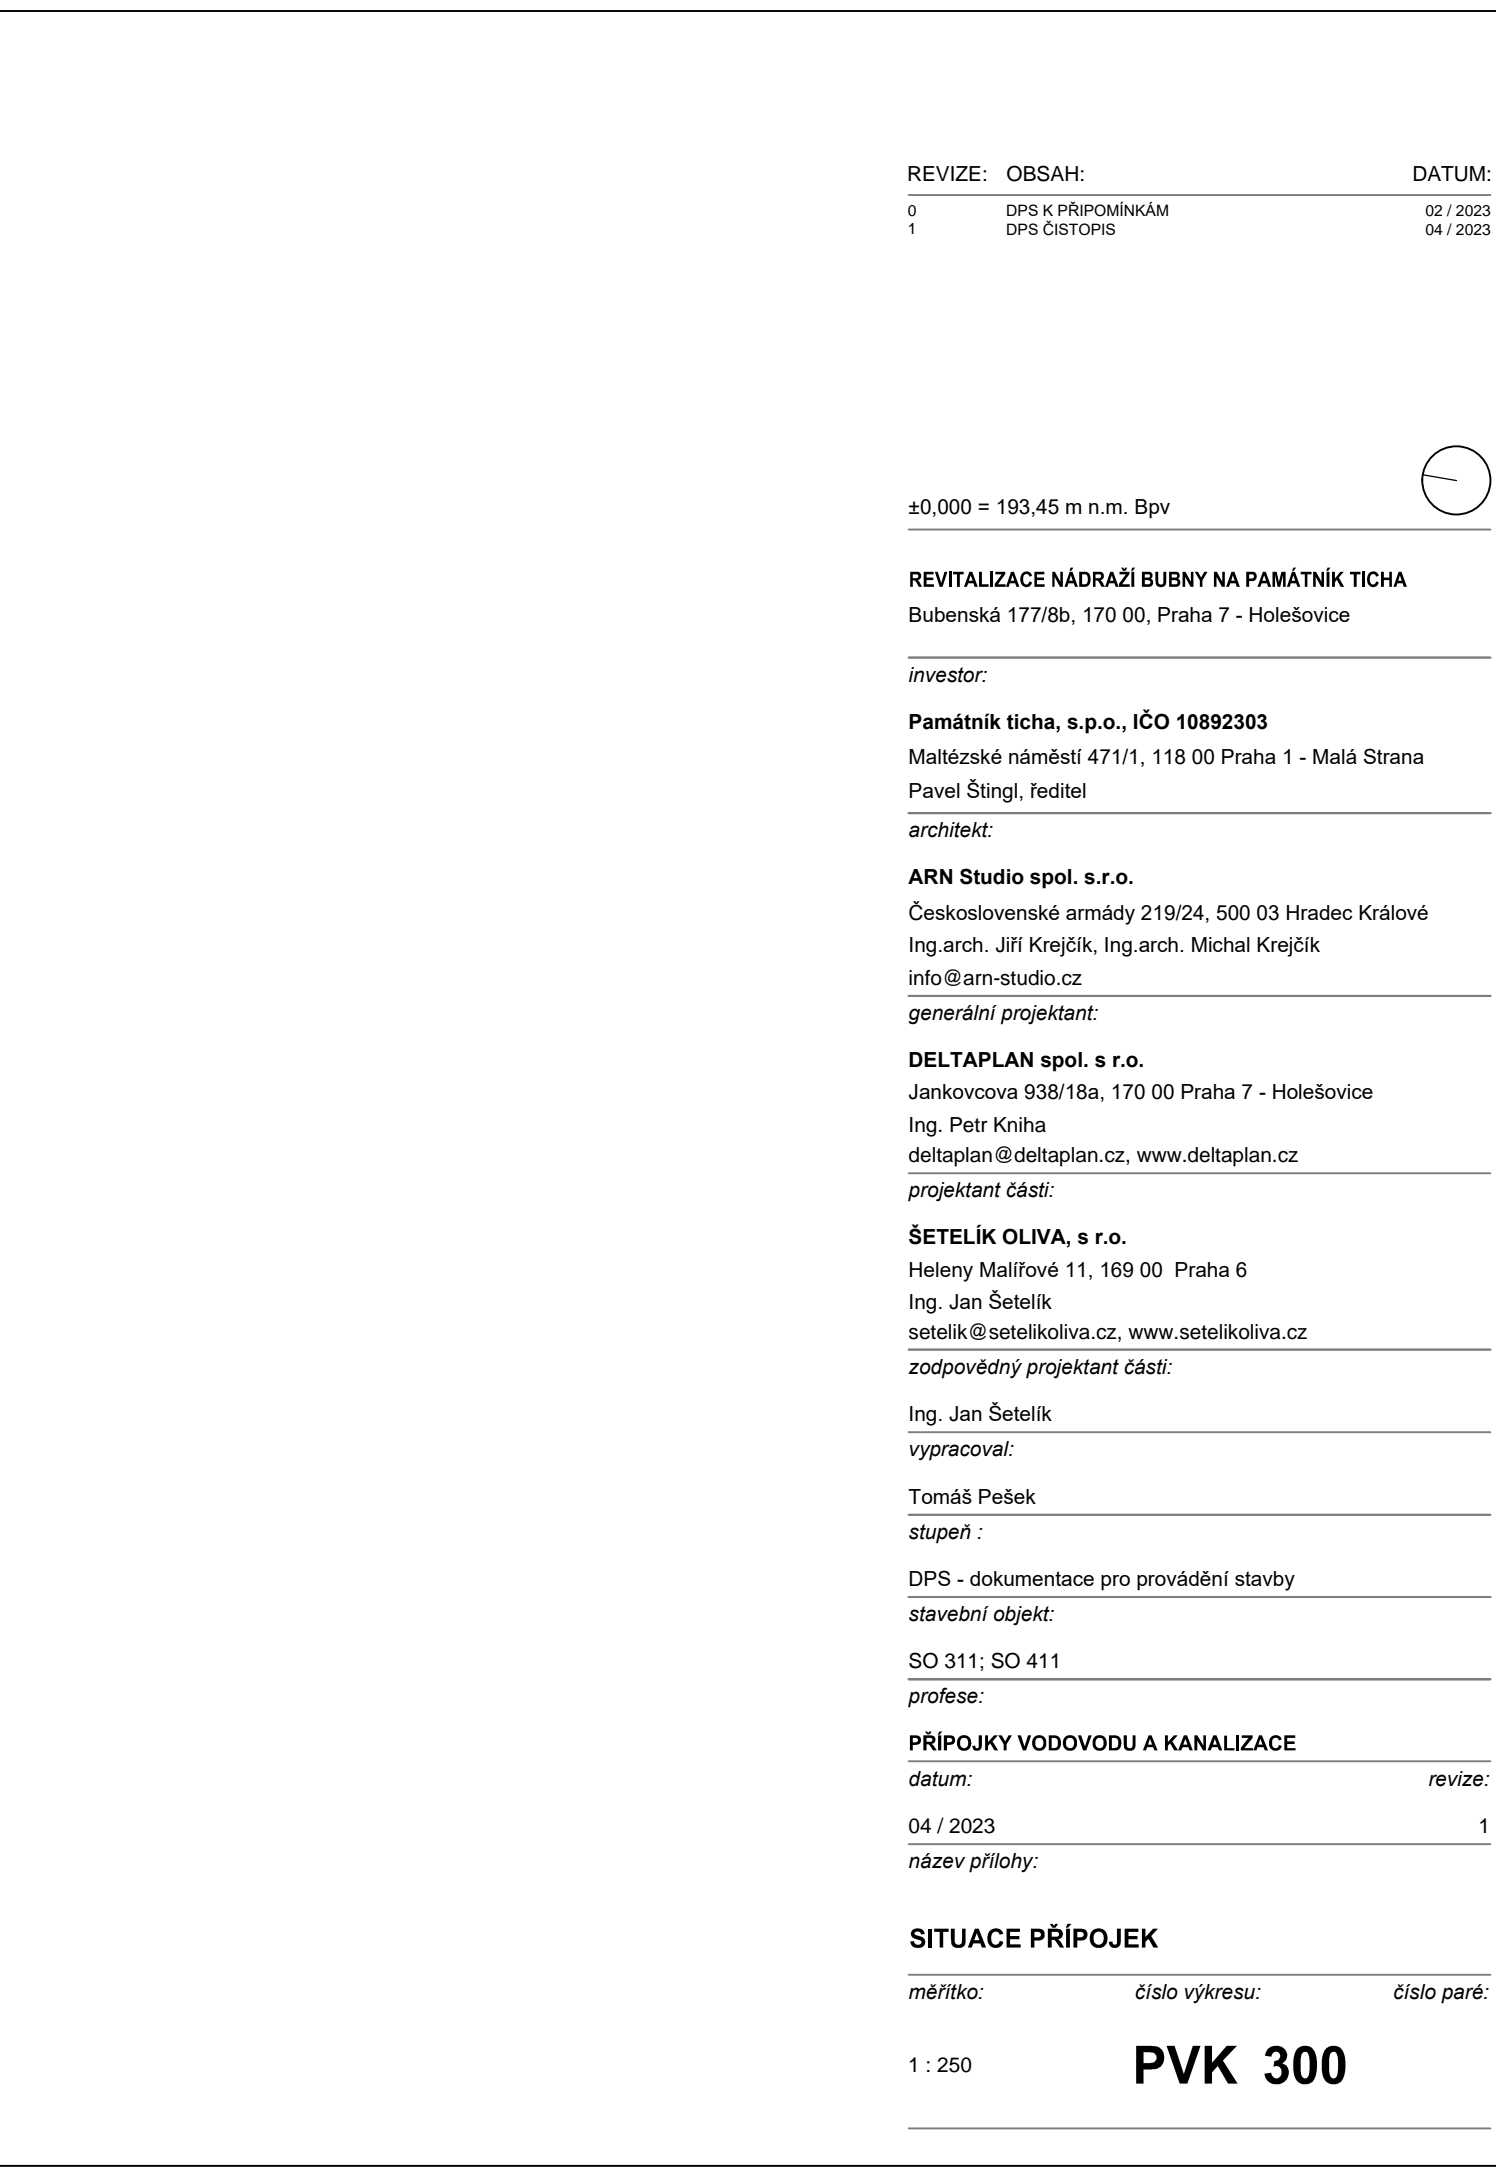 REVIZE: OBSAH: DATUM:
0 DPS K PŘIPOMÍNKÁM 02 / 2023
1 DPS ČISTOPIS 04 / 2023
±0,000 = 193,45 m n.m. Bpv
REVITALIZACE NÁDRAŽÍ BUBNY NA PAMÁTNÍK TICHA
Bubenská 177/8b, 170 00, Praha 7 - Holešovice
investor:
Památník ticha, s.p.o., IČO 10892303
Maltézské náměstí 471/1, 118 00 Praha 1 - Malá Strana
Pavel Štingl, ředitel
architekt:
ARN Studio spol. s.r.o.
Československé armády 219/24, 500 03 Hradec Králové
Ing.arch. Jiří Krejčík, Ing.arch. Michal Krejčík
info@arn-studio.cz
generální projektant:
DELTAPLAN spol. s r.o.
Jankovcova 938/18a, 170 00 Praha 7 - Holešovice
Ing. Petr Kniha
deltaplan@deltaplan.cz, www.deltaplan.cz
projektant části:
ŠETELÍK OLIVA, s r.o.
Heleny Malířové 11, 169 00  Praha 6
Ing. Jan Šetelík
setelik@setelikoliva.cz, www.setelikoliva.cz
zodpovědný projektant části:
Ing. Jan Šetelík
vypracoval:
Tomáš Pešek
stupeň :
DPS - dokumentace pro provádění stavby
stavební objekt:
SO 311; SO 411
profese:
PŘÍPOJKY VODOVODU A KANALIZACE
datum: revize:
04 / 2023 1
název přílohy:
SITUACE PŘÍPOJEK
měřítko: číslo výkresu: číslo paré:
1 : 250 PVK 300